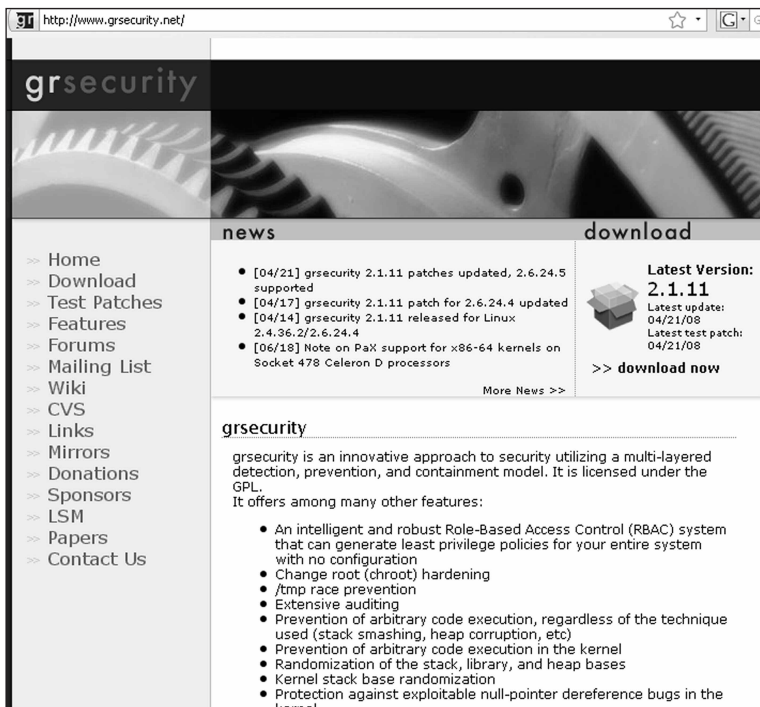 http://www.grsecurity.net/
G
grsecurity
news
download
>> Home
>> Download
>> Test Patches
>> Features
>> Forums
>> Mailing List
>> Wiki
>> CVS
>> Links
>> Mirrors
>> Donations
>> Sponsors
>> LSM
>> Papers
>> Contact Us
[04/21] grsecurity 2.1.11 patches updated, 2.6.24.5
supported
[04/17] grsecurity 2.1.11 patch for 2.6.24.4 updated
[04/14] grsecurity 2.1.11 released for Linux
2.4.36.2/2.6.24.4
[06/18] Note on PaX support for x86-64 kernels on
Socket 478 Celeron D processors
More News >>
Latest Version:
2.1.11
Latest update:
04/21/08
Latest test patch:
04/21/08
>> download now
grsecurity
grsecurity is an innovative approach to security utilizing a multi-layered
detection, prevention, and containment model. It is licensed under the
GPL.
It offers among many other features:
An intelligent and robust Role-Based Access Control (RBAC) system
that can generate least privilege policies for your entire system
with no configuration
Change root (chroot) hardening
/tmp race prevention
Extensive auditing
Prevention of arbitrary code execution, regardless of the technique
used (stack smashing, heap corruption, etc)
Prevention of arbitrary code execution in the kernel
Randomization of the stack, library, and heap bases
Kernel stack base randomization
Protection against exploitable null-pointer dereference bugs in the